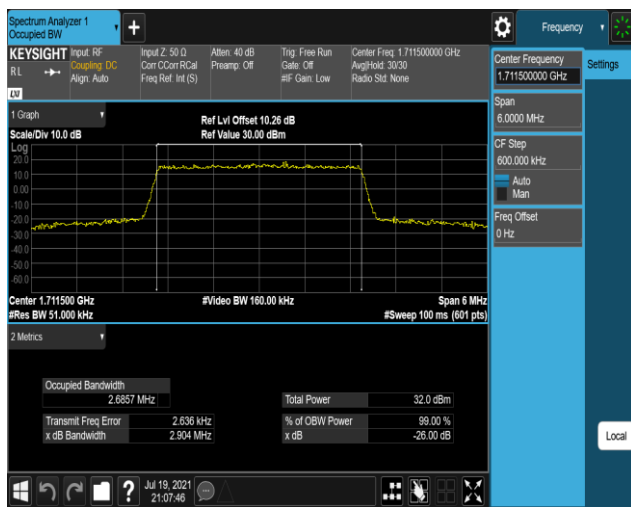 Spectrum Analyzer 1
Occupied BW
+
Frequency
KEYSIGHT
RL
LXI
Input: RF
Coupling: DC
Align: Auto
Input Z: 50 Ω
Corr CCorr RCal
Freq Ref: Int (S)
Atten: 40 dB
Preamp: Off
Trig: Free Run
Gate: Off
#IF Gain: Low
Center Freq: 1.711500000 GHz
Avg|Hold: 30/30
Radio Std: None
Center Frequency
1.711500000 GHz
Settings
Span
6.0000 MHz
CF Step
600.000 kHz
Auto
Man
Freq Offset
0 Hz
1 Graph
Scale/Div 10.0 dB
Ref Lvl Offset 10.26 dB
Ref Value 30.00 dBm
Log
20.0
10.0
0.00
-10.0
-20.0
-30.0
-40.0
-50.0
-60.0
Center 1.711500 GHz
#Res BW 51.000 kHz
#Video BW 160.00 kHz
Span 6 MHz
#Sweep 100 ms (601 pts)
2 Metrics
Occupied Bandwidth
2.6857 MHz
Total Power 32.0 dBm
Transmit Freq Error 2.636 kHz
% of OBW Power 99.00 %
x dB Bandwidth 2.904 MHz
x dB -26.00 dB
Local
?
Jul 19, 2021
21:07:46